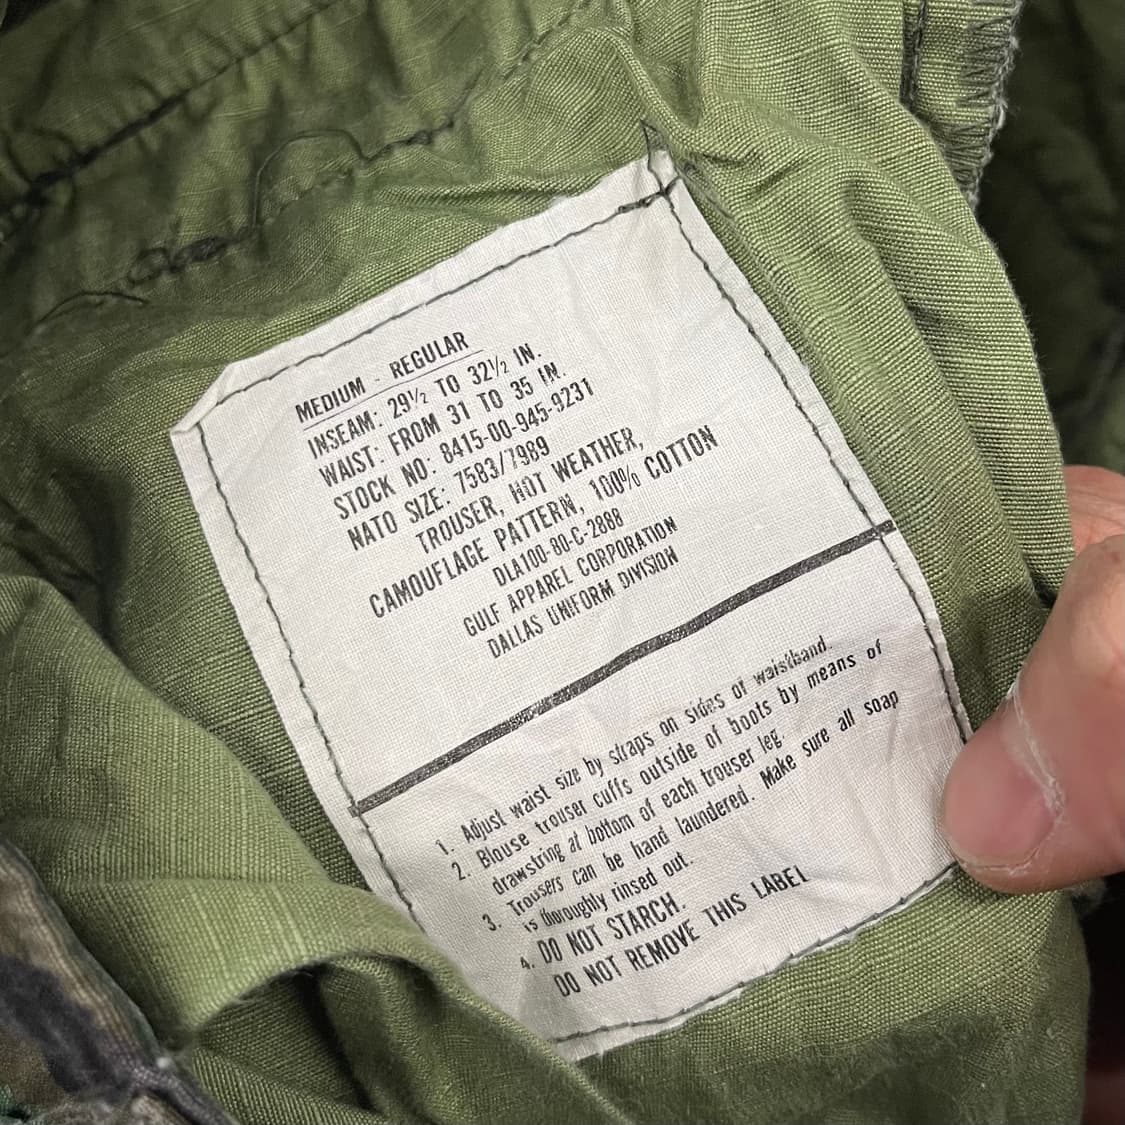 MEDIUM - REGULAR
INSEAM: 29½ TO 32½ IN.
WAIST: FROM 31 TO 35 IN.
STOCK NO: 8415-00-945-9231
NATO SIZE: 7583/7989
TROUSER, HOT WEATHER,
CAMOUFLAGE PATTERN, 100% COTTON
DLA100-80-C-2868
GULF APPAREL CORPORATION
DALLAS UNIFORM DIVISION
1. Adjust waist size by straps on sides of waistband.
2. Blouse trouser cuffs outside of boots by means of
drawstring at bottom of each trouser leg.
3. Trousers can be hand laundered. Make sure all soap
is thoroughly rinsed out.
4. DO NOT STARCH.
DO NOT REMOVE THIS LABEL